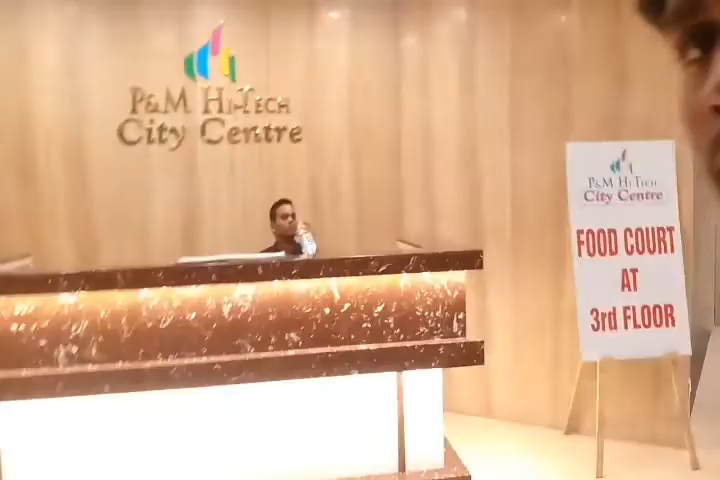 P&M Hi-Tech
City Centre
P&M Hi Tech
City Centre
FOOD COURT
AT
3rd FLOOR